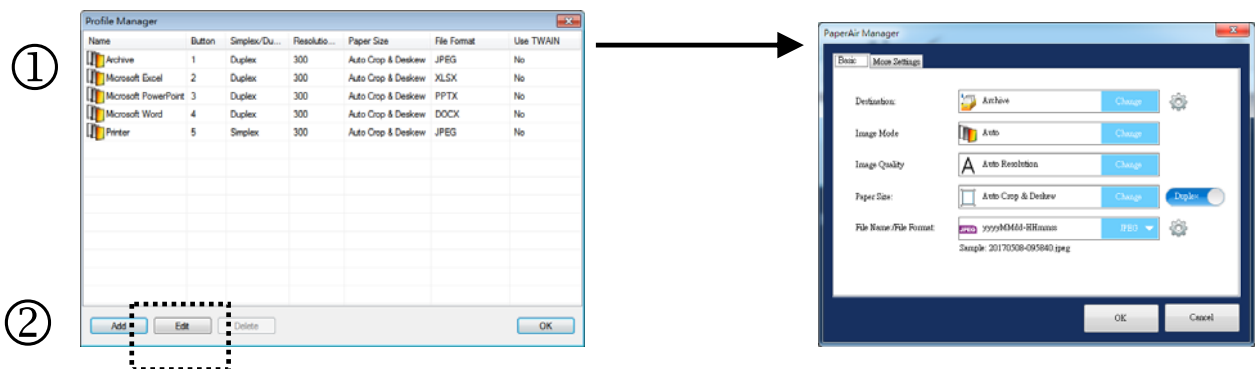 ①
②
Profile Manager
Name Button Simplex/Du... Resolutio... Paper Size File Format Use TWAIN
Archive 1 Duplex 300 Auto Crop & Deskew JPEG No
Microsoft Excel 2 Duplex 300 Auto Crop & Deskew XLSX No
Microsoft PowerPoint 3 Duplex 300 Auto Crop & Deskew PPTX No
Microsoft Word 4 Duplex 300 Auto Crop & Deskew DOCX No
Printer 5 Simplex 300 Auto Crop & Deskew JPEG No
Add Edit Delete OK
PaperAir Manager
Basic More Settings
Destination: Archive Change
Image Mode Auto Change
Image Quality A Auto Resolution Change
Paper Size: Auto Crop & Deskew Change Duplex
File Name:/File Format: JPEG yyyyMMdd-HHmmss JPEG
Sample: 20170508-095840.jpeg
OK Cancel